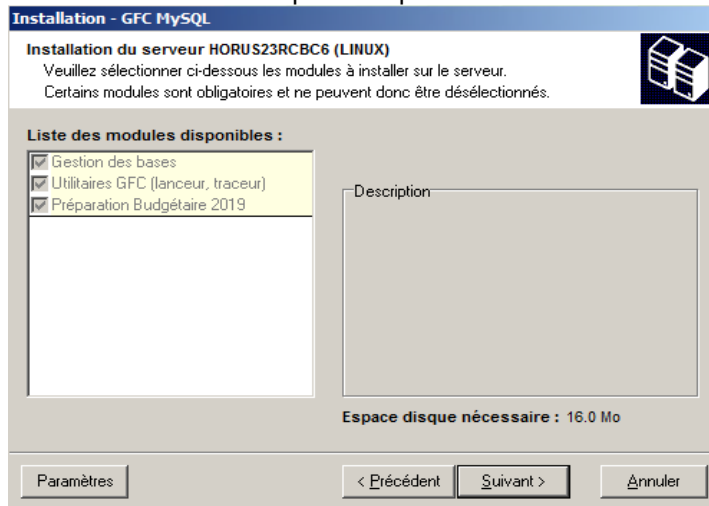 Installation - GFC MySQL
Installation du serveur HORUS23RCBC6 (LINUX)
Veuillez sélectionner ci-dessous les modules à installer sur le serveur.
Certains modules sont obligatoires et ne peuvent donc être désélectionnés.
Liste des modules disponibles :
Gestion des bases
Utilitaires GFC (lanceur, traceur)
Préparation Budgétaire 2019
Description
Espace disque nécessaire : 16.0 Mo
Paramètres
< Précédent
Suivant >
Annuler